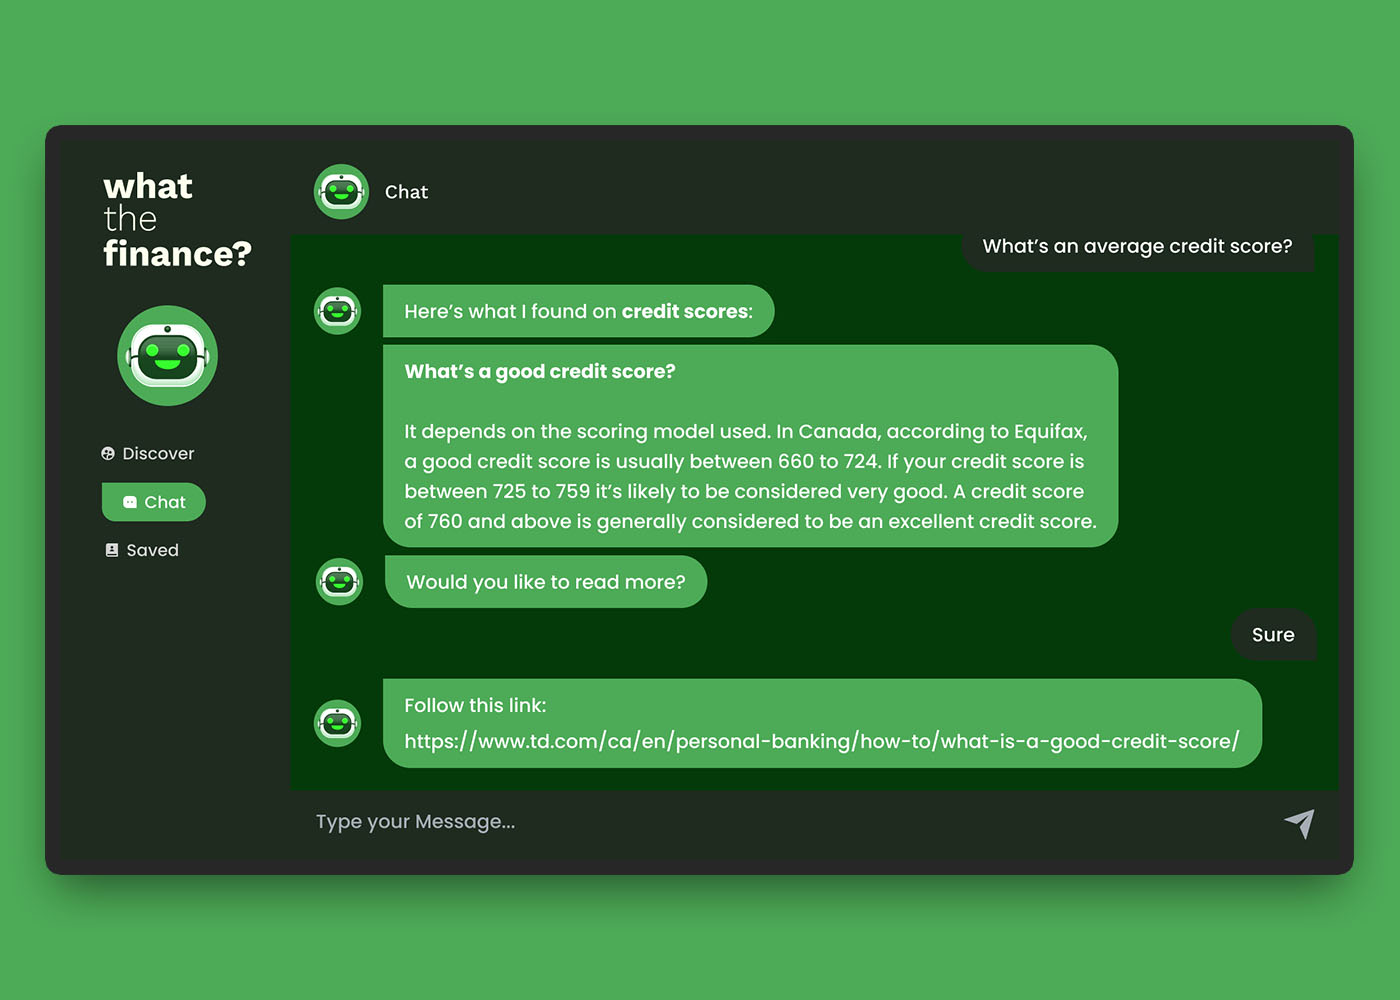 what
the
finance?
Discover
Chat
Saved
Chat
What's an average credit score?
Here's what I found on credit scores:
What's a good credit score?
It depends on the scoring model used. In Canada, according to Equifax,
a good credit score is usually between 660 to 724. If your credit score is
between 725 to 759 it's likely to be considered very good. A credit score
of 760 and above is generally considered to be an excellent credit score.
Would you like to read more?
Sure
Follow this link:
https://www.td.com/ca/en/personal-banking/how-to/what-is-a-good-credit-score/
Type your Message...